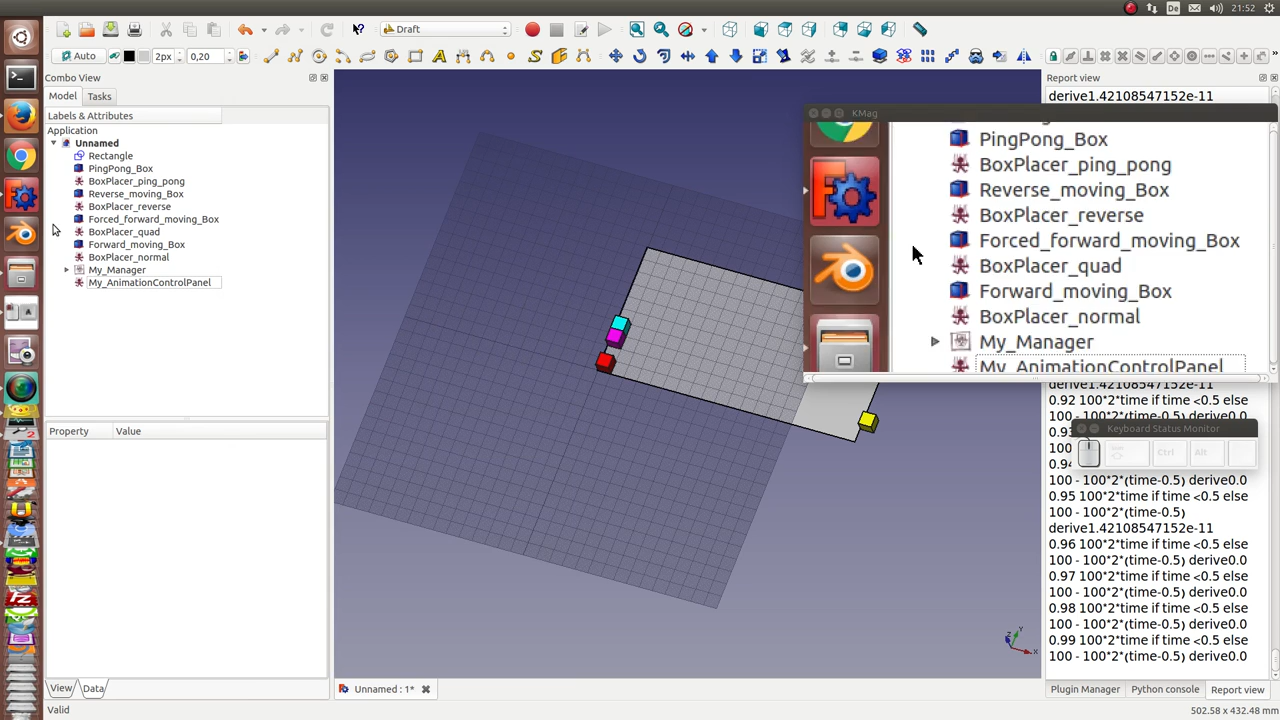 De
21:52
Draft
Auto
2px
0,20
Combo View
Report view
Model
Tasks
derive1.42108547152e-11
Labels & Attributes
KMag
Application
Unnamed
Rectangle
PingPong_Box
BoxPlacer_ping_pong
Reverse_moving_Box
BoxPlacer_reverse
Forced_forward_moving_Box
BoxPlacer_quad
Forward_moving_Box
BoxPlacer_normal
My_Manager
My_AnimationControlPanel
PingPong_Box
BoxPlacer_ping_pong
Reverse_moving_Box
BoxPlacer_reverse
Forced_forward_moving_Box
BoxPlacer_quad
Forward_moving_Box
BoxPlacer_normal
My_Manager
My_AnimationControlPanel
derive1.42108547152e-11
0.92 100*2*time if time <0.5 else
100 - 100*2*(time-0.5) derive0.0
Keyboard Status Monitor
Ctrl
Alt
100 - 100*2*(time-0.5) derive0.0
0.95 100*2*time if time <0.5 else
100 - 100*2*(time-0.5)
derive1.42108547152e-11
0.96 100*2*time if time <0.5 else
100 - 100*2*(time-0.5) derive0.0
0.97 100*2*time if time <0.5 else
100 - 100*2*(time-0.5) derive0.0
0.98 100*2*time if time <0.5 else
100 - 100*2*(time-0.5) derive0.0
0.99 100*2*time if time <0.5 else
100 - 100*2*(time-0.5) derive0.0
Property
Value
View
Data
Unnamed : 1*
Plugin Manager
Python console
Report view
Valid
502.58 x 432.48 mm